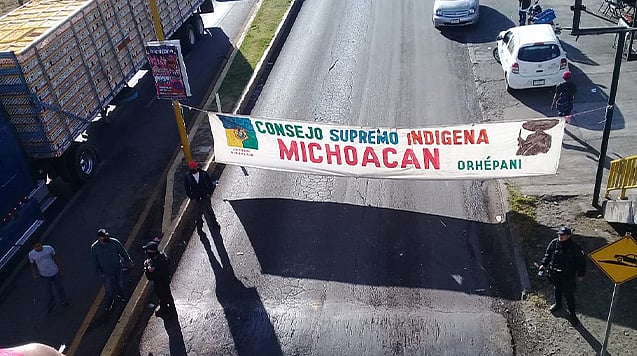 CONSEJO SUPREMO INDIGENA
MICHOACAN
ORHÉPANI